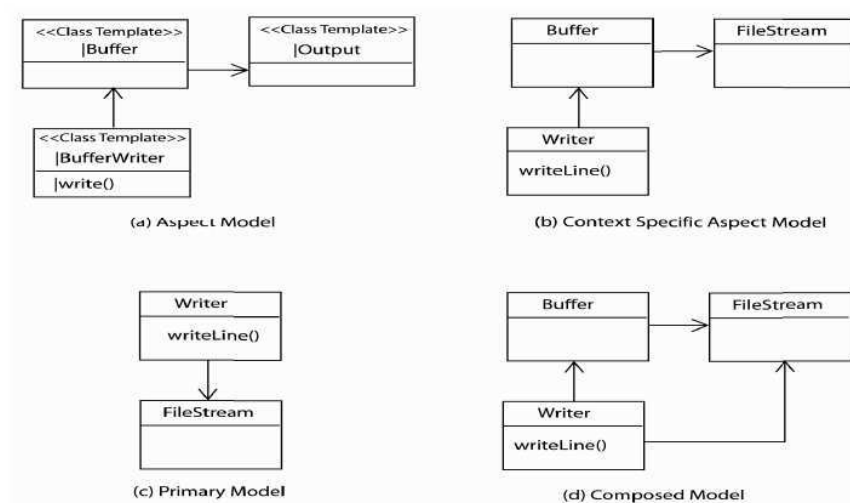 <<Class Template>>
|Buffer
<<Class Template>>
|Output
<<Class Template>>
|BufferWriter
|write()
(a) Aspect Model
Buffer
FileStream
Writer
writeLine()
(b) Context Specific Aspect Model
Writer
writeLine()
FileStream
(c) Primary Model
Buffer
FileStream
Writer
writeLine()
(d) Composed Model